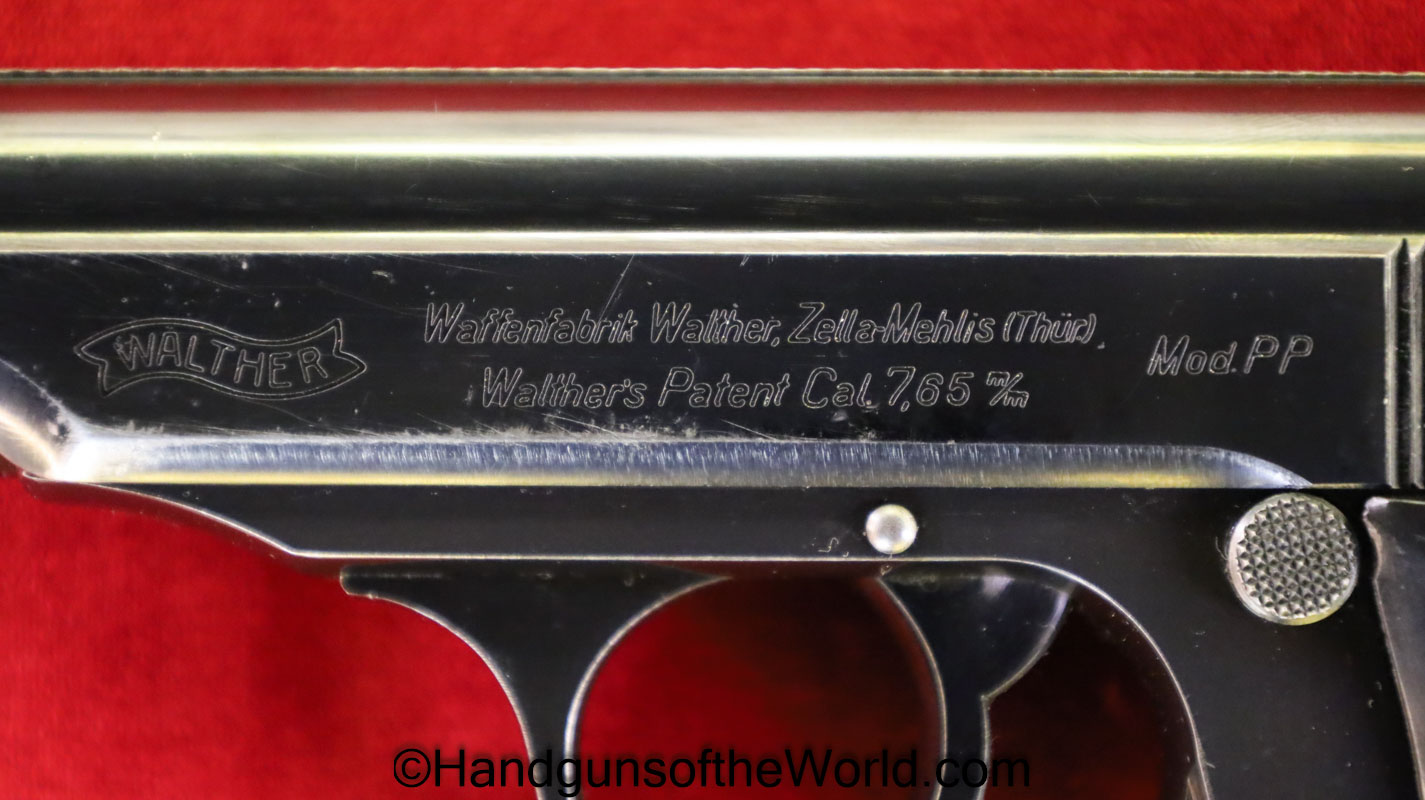 WALTHER
Waffenfabrik Walther, Zella-Mehlis (Thür.)
Walther's Patent Cal. 7,65 m/m
Mod. PP
©HandgunsoftheWorld.com